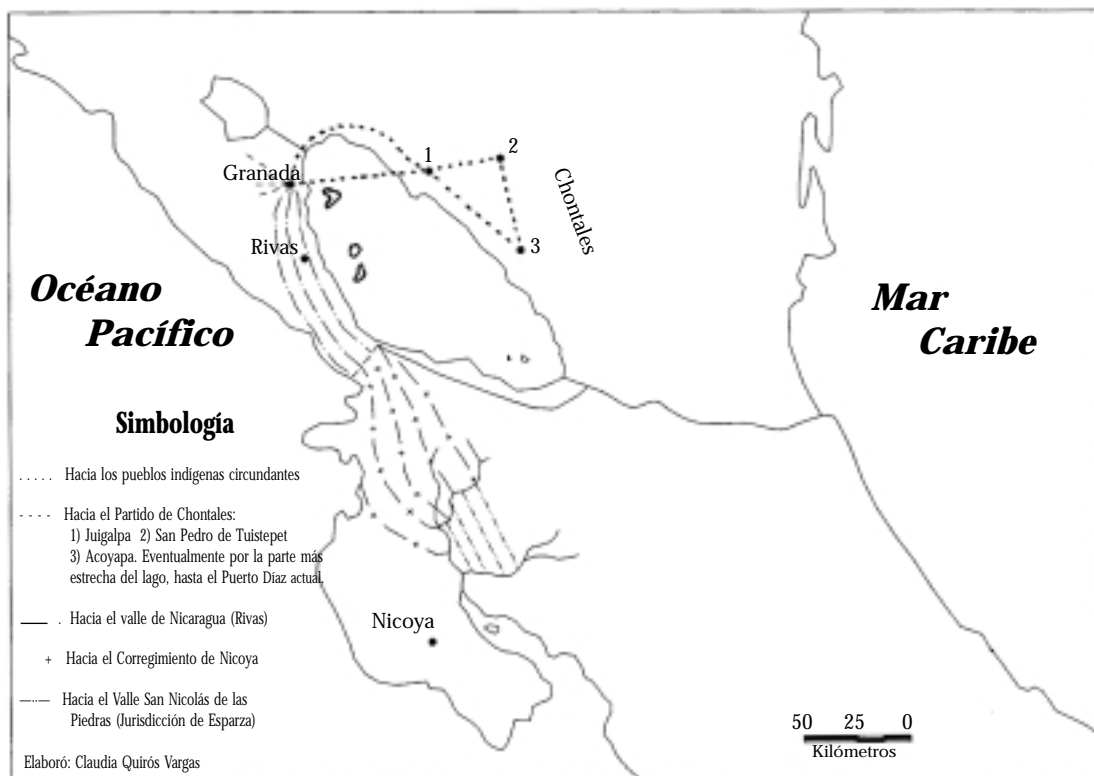 1
2
Granada
Chontales
Rivas
3
Océano
Pacífico
Mar
Caribe
Simbología
..... Hacia los pueblos indígenas circundantes
- - - - Hacia el Partido de Chontales:
1) Juigalpa 2) San Pedro de Tuistepet
3) Acoyapa. Eventualmente por la parte más
estrecha del lago, hasta el Puerto Díaz actual.
—— . Hacia el valle de Nicaragua (Rivas)
Nicoya
+ Hacia el Corregimiento de Nicoya
—··— Hacia el Valle San Nicolás de las
Piedras (Jurisdicción de Esparza)
50 25 0
Kilómetros
Elaboró: Claudia Quirós Vargas